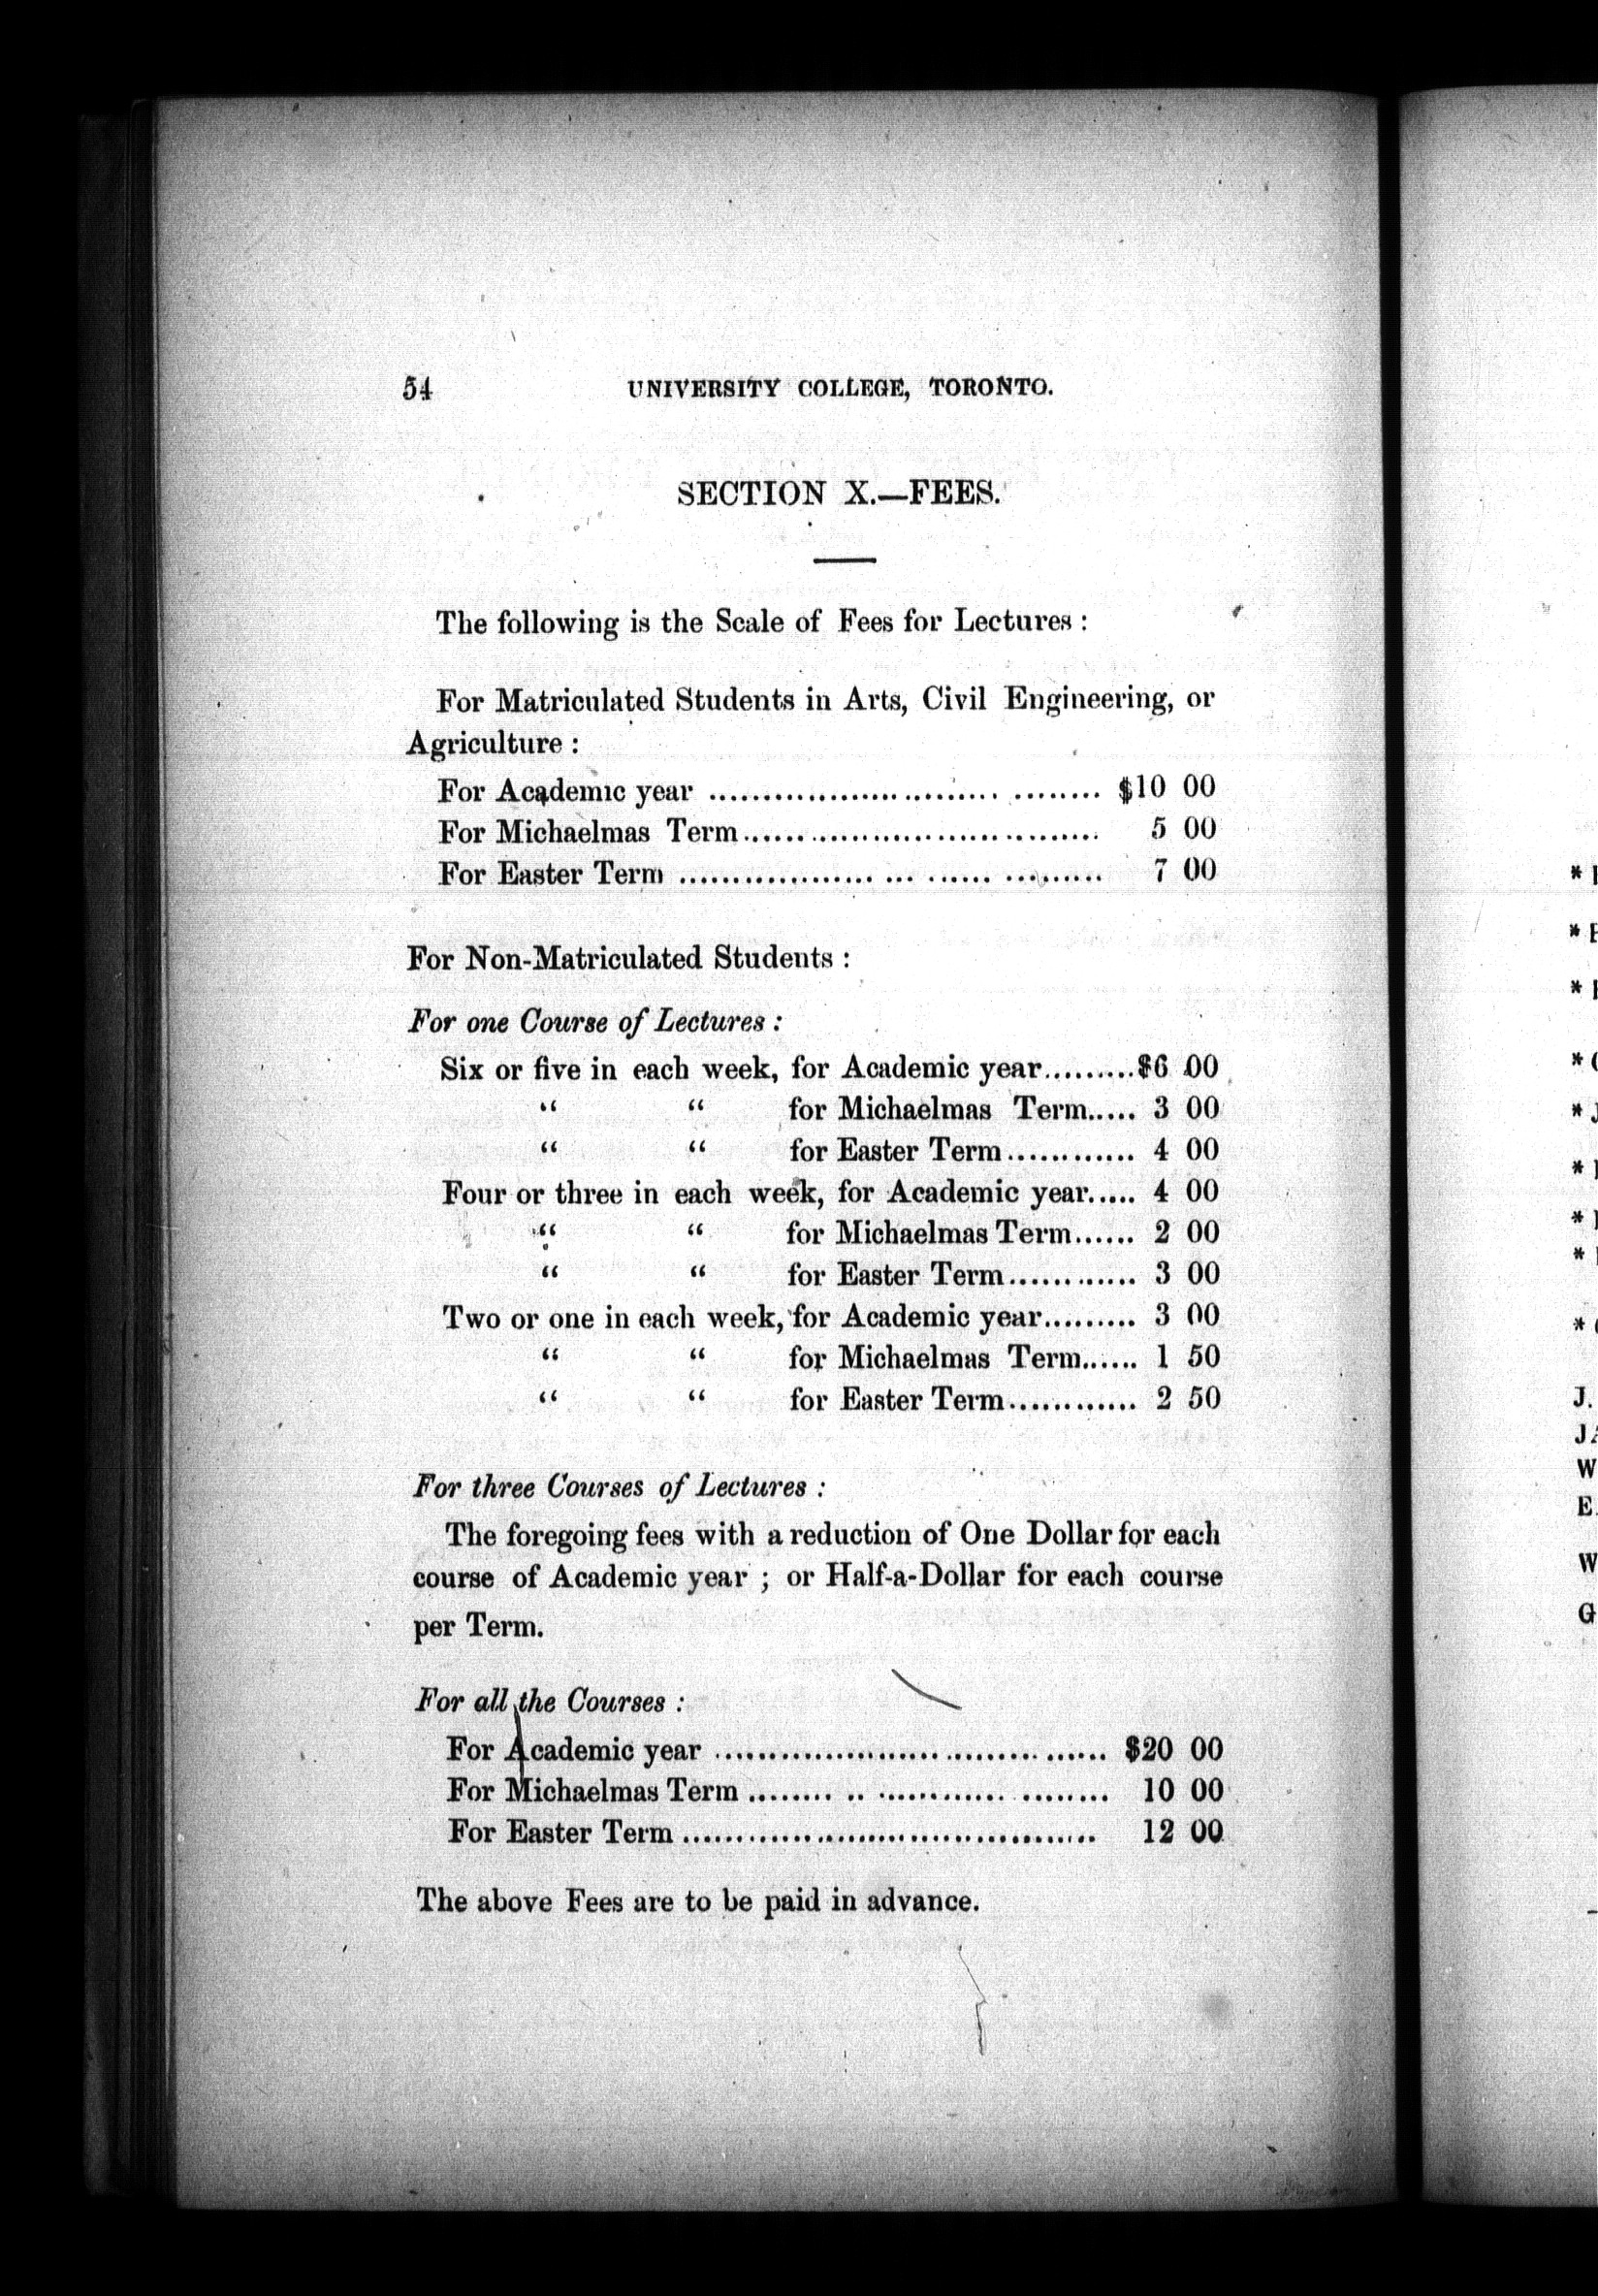 54 UNIVERSITY COLLEGE, TORONTO.
SECTION X.—FEES.
The following is the Scale of Fees for Lectures :
For Matriculated Students in Arts, Civil Engineering, or
Agriculture :
For Academic year .................................... $10 00
For Michaelmas Term.................................. 5 00
For Easter Term ....................................... 7 00
For Non-Matriculated Students :
For one Course of Lectures :
Six or five in each week, for Academic year.........$6 00
“ “ for Michaelmas Term..... 3 00
“ “ for Easter Term............ 4 00
Four or three in each week, for Academic year..... 4 00
“ “ for Michaelmas Term...... 2 00
“ “ for Easter Term............ 3 00
Two or one in each week, for Academic year......... 3 00
“ “ for Michaelmas Term...... 1 50
“ “ for Easter Term............ 2 50
For three Courses of Lectures :
The foregoing fees with a reduction of One Dollar for each
course of Academic year ; or Half-a-Dollar for each course
per Term.
For all the Courses :
For Academic year .................................... $20 00
For Michaelmas Term ................................ 10 00
For Easter Term ....................................... 12 00
The above Fees are to be paid in advance.
J.
W
E.
W
G